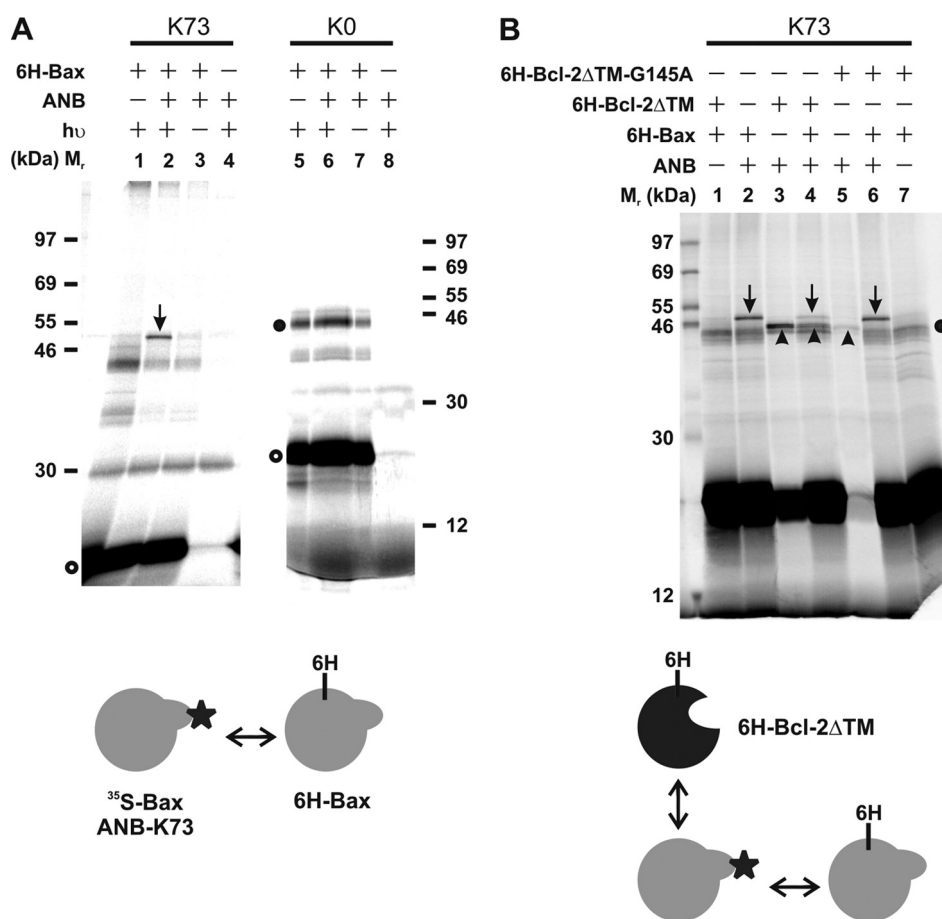 A
K73
K0
6H-Bax + + + − + + + −
ANB − + + + − + + +
hυ + + − + + + − +
(kDa) Mr 1 2 3 4 5 6 7 8
97
69
55
46
30
97
69
55
46
30
12
6H
35S-Bax
ANB-K73
6H-Bax
B
K73
6H-Bcl-2ΔTM-G145A − − − − + + +
6H-Bcl-2ΔTM + − + + − − −
6H-Bax + + − + − + +
ANB − + + + + + −
Mr (kDa) 1 2 3 4 5 6 7
97
69
55
46
30
12
6H
6H-Bcl-2ΔTM
6H